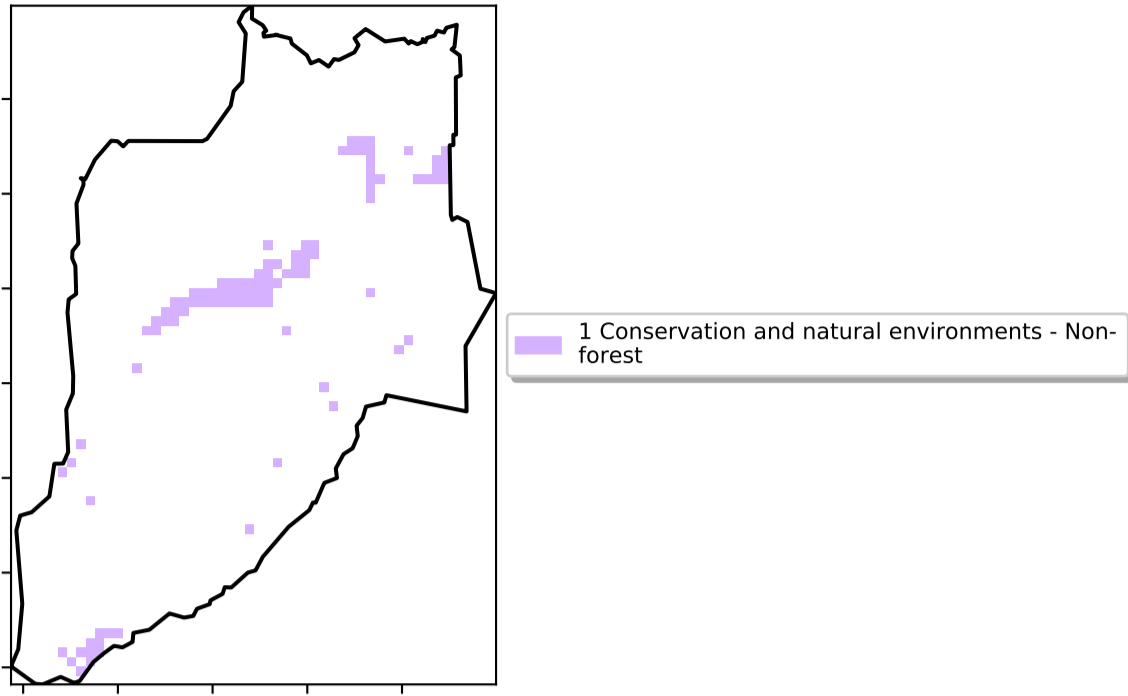 1 Conservation and natural environments - Non-
forest